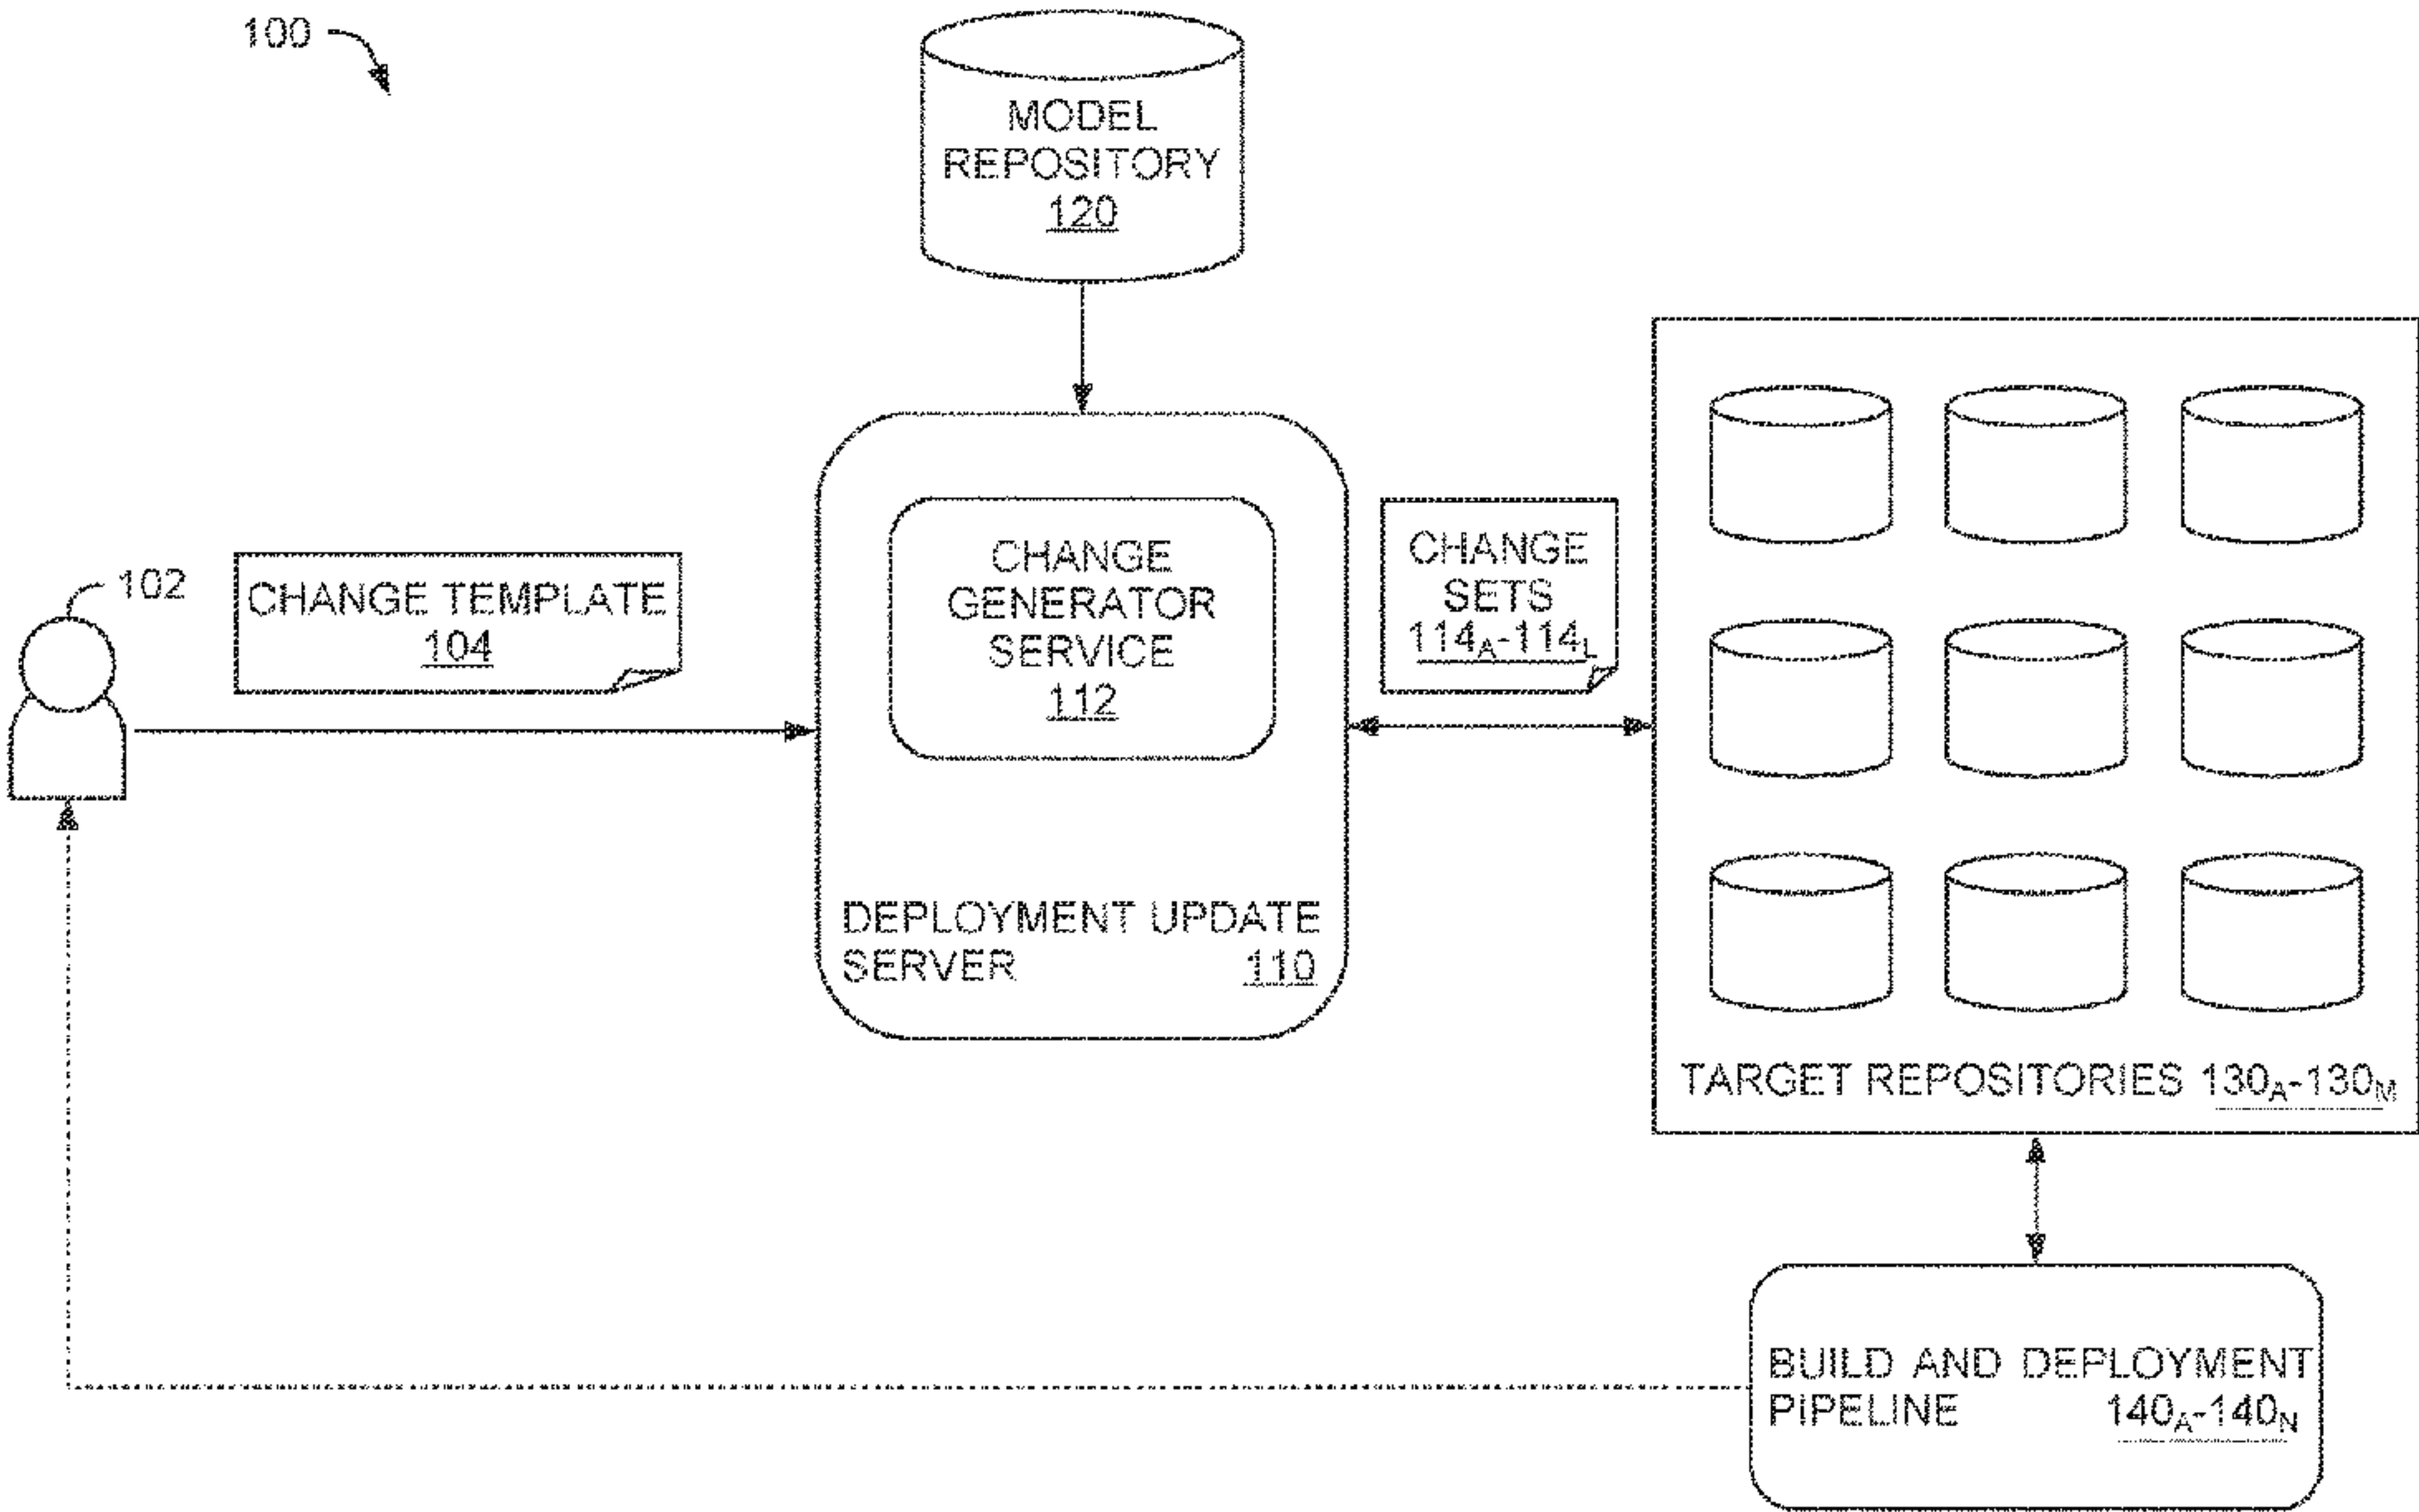 100
MODEL
REPOSITORY
120
102
CHANGE TEMPLATE
104
CHANGE
GENERATOR
SERVICE
112
DEPLOYMENT UPDATE
SERVER 110
CHANGE
SETS
114A-114L
TARGET REPOSITORIES 130A-130M
BUILD AND DEPLOYMENT
PIPELINE 140A-140N